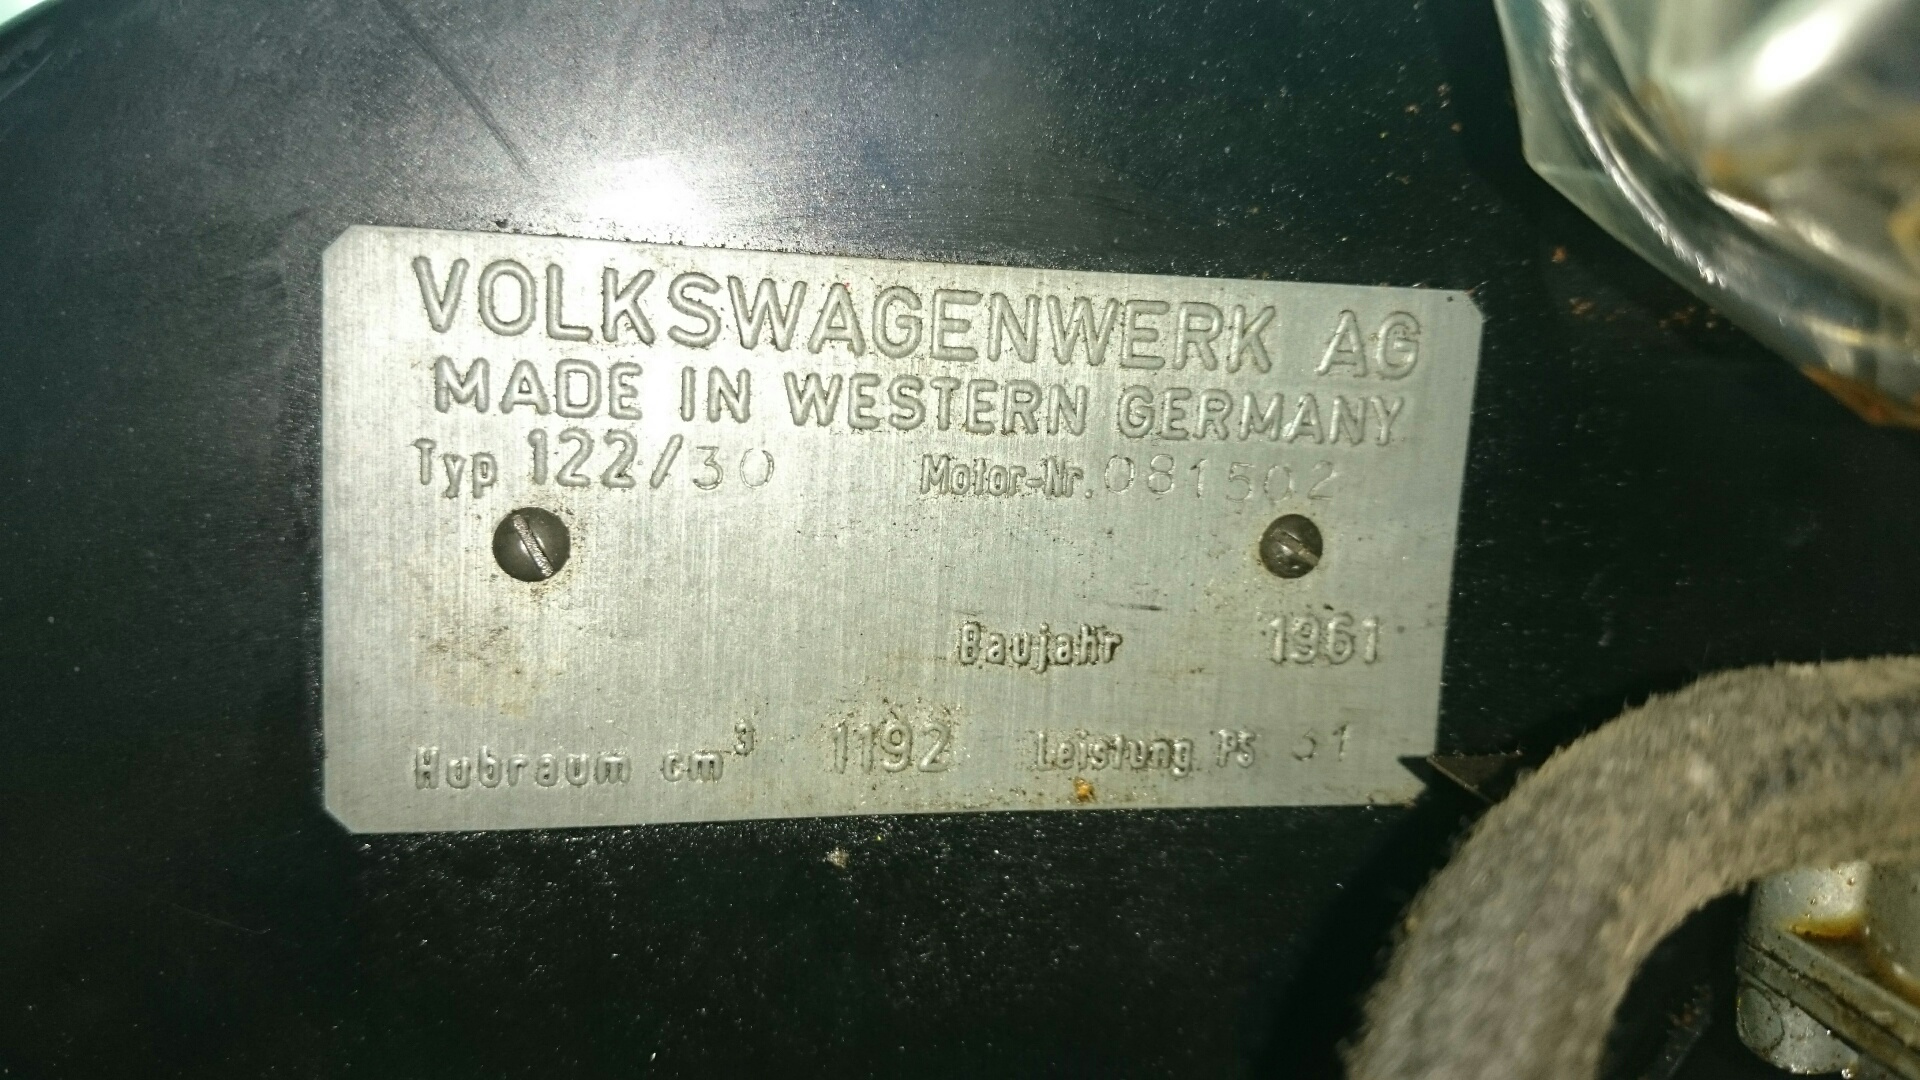 VOLKSWAGENWERK AG
MADE IN WESTERN GERMANY
Typ 122/30 Motor-Nr. 081502
Baujahr 1961
Hubraum cm³ 1192 Leistung PS